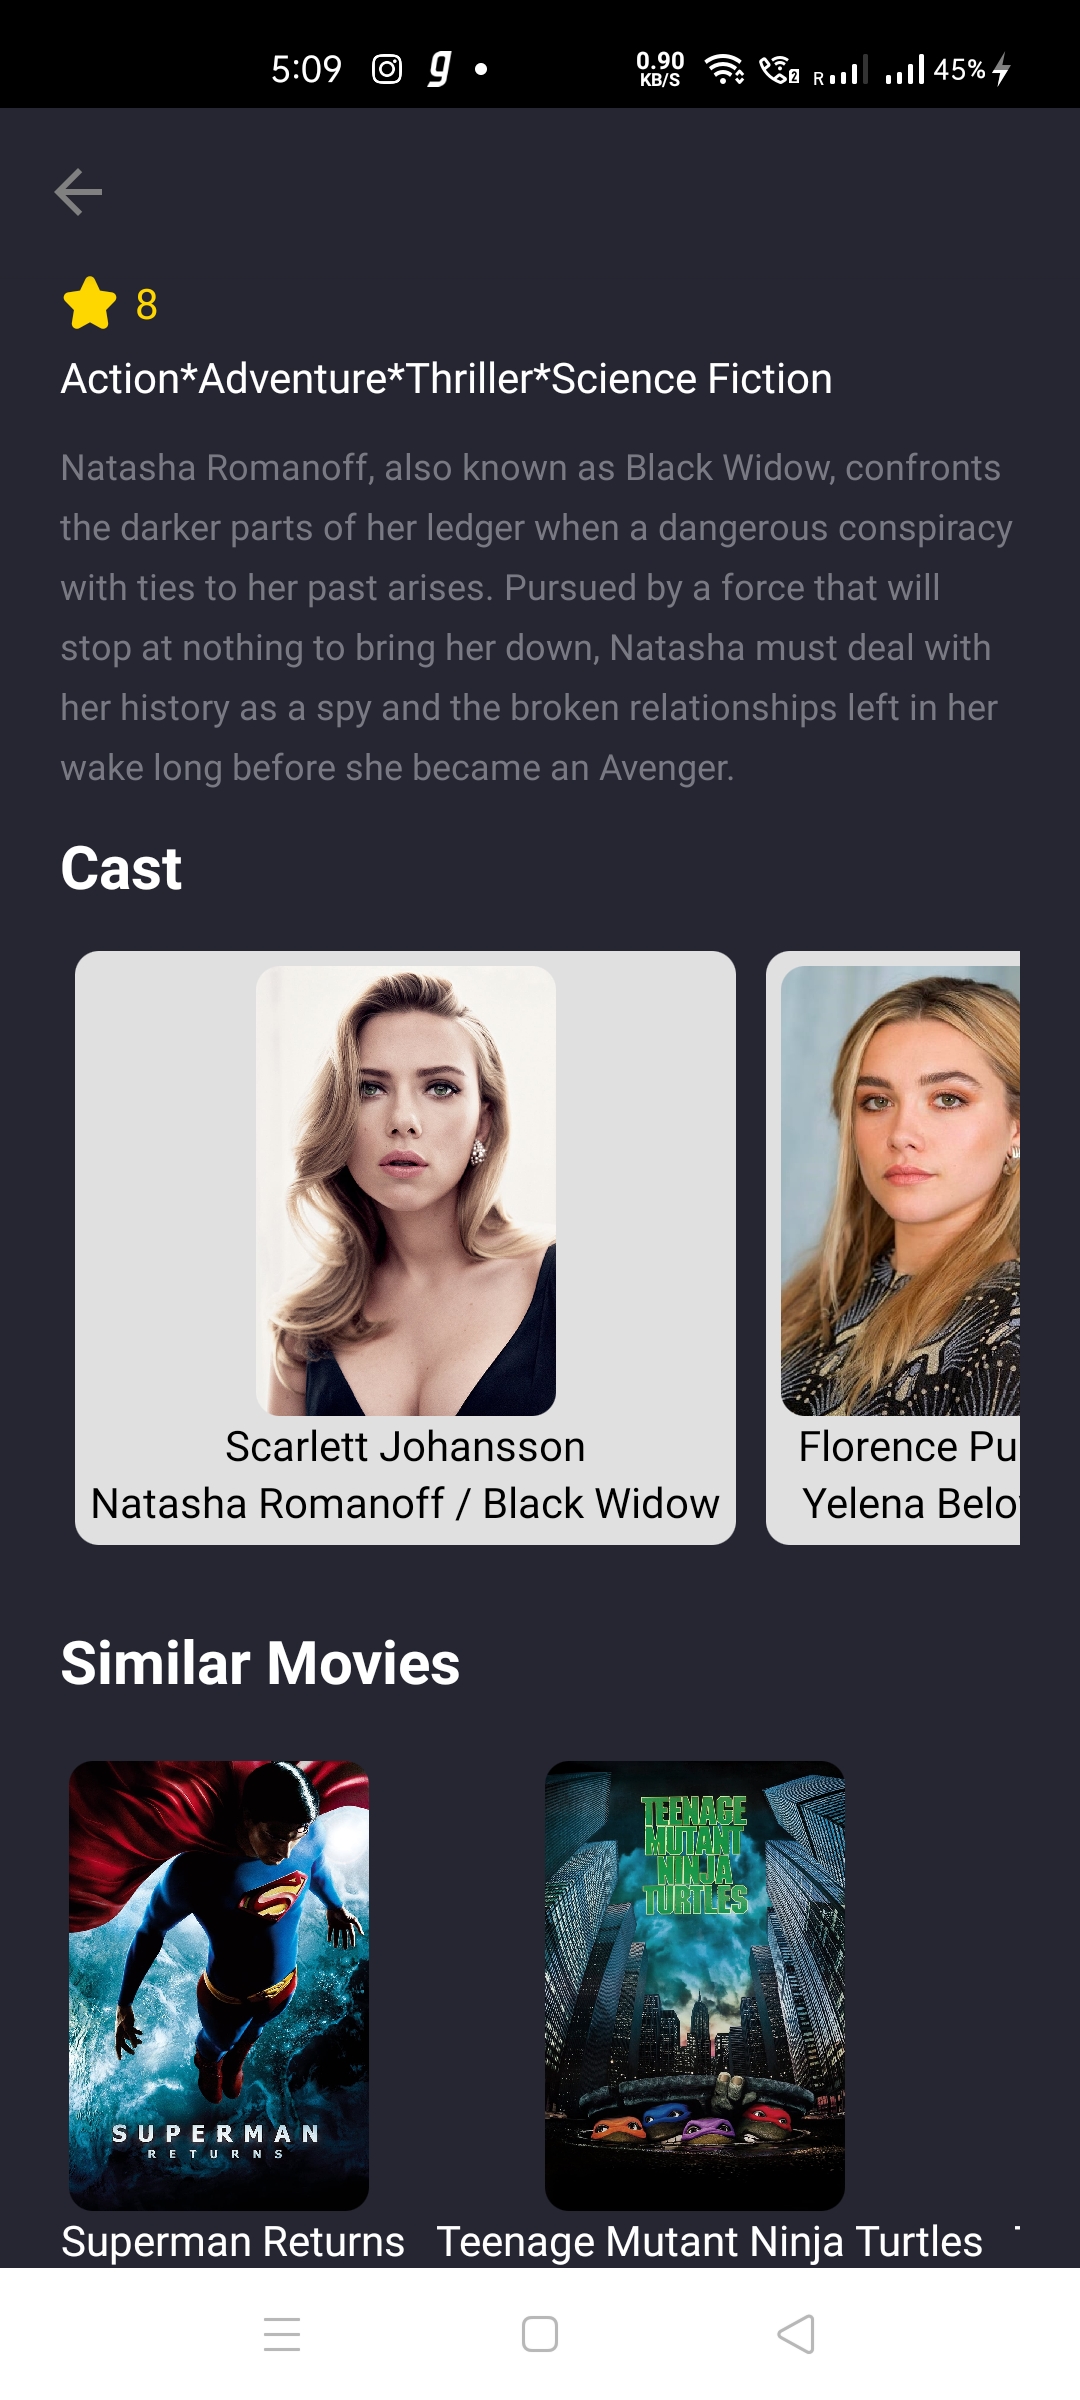 5:09
0.90
KB/S
2
R
45%
8
Action*Adventure*Thriller*Science Fiction
Natasha Romanoff, also known as Black Widow, confronts
the darker parts of her ledger when a dangerous conspiracy
with ties to her past arises. Pursued by a force that will
stop at nothing to bring her down, Natasha must deal with
her history as a spy and the broken relationships left in her
wake long before she became an Avenger.
Cast
Scarlett Johansson
Natasha Romanoff / Black Widow
Florence Pu
Yelena Belo
Similar Movies
SUPERMAN
RETURNS
TEENAGE
MUTANT
NINJA
TURTLES
Superman Returns
Teenage Mutant Ninja Turtles